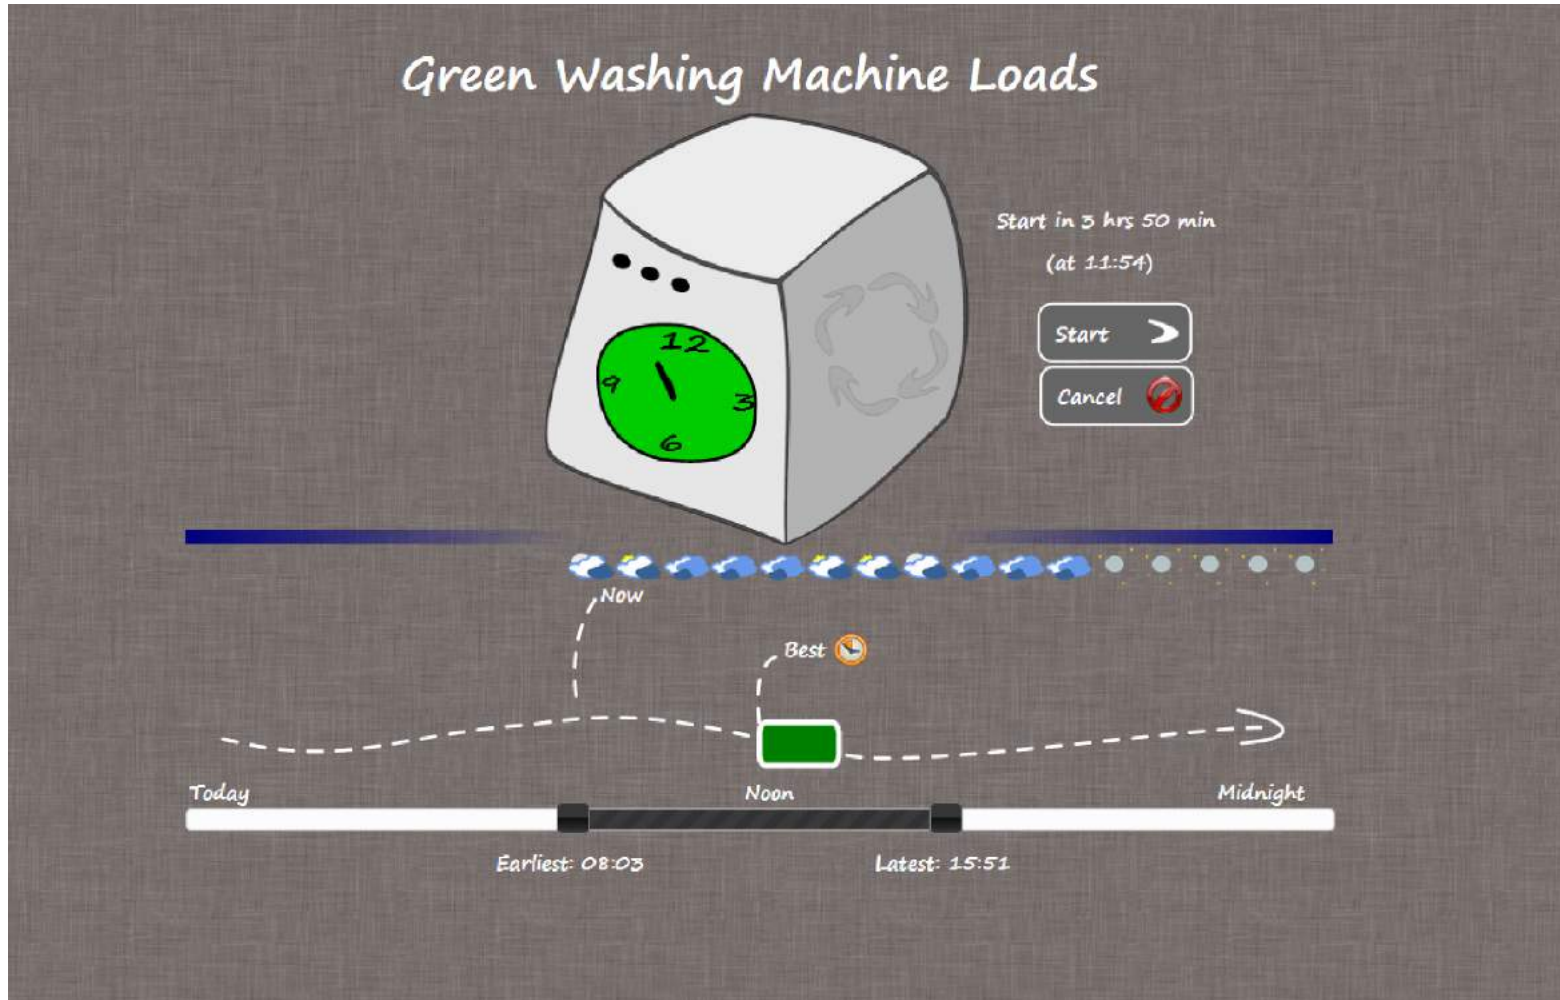 Green Washing Machine Loads
Start in 3 hrs 50 min
(at 11:54)
12
9
3
6
Start
Cancel
Now
Best
Today
Noon
Midnight
Earliest: 08:03
Latest: 15:51